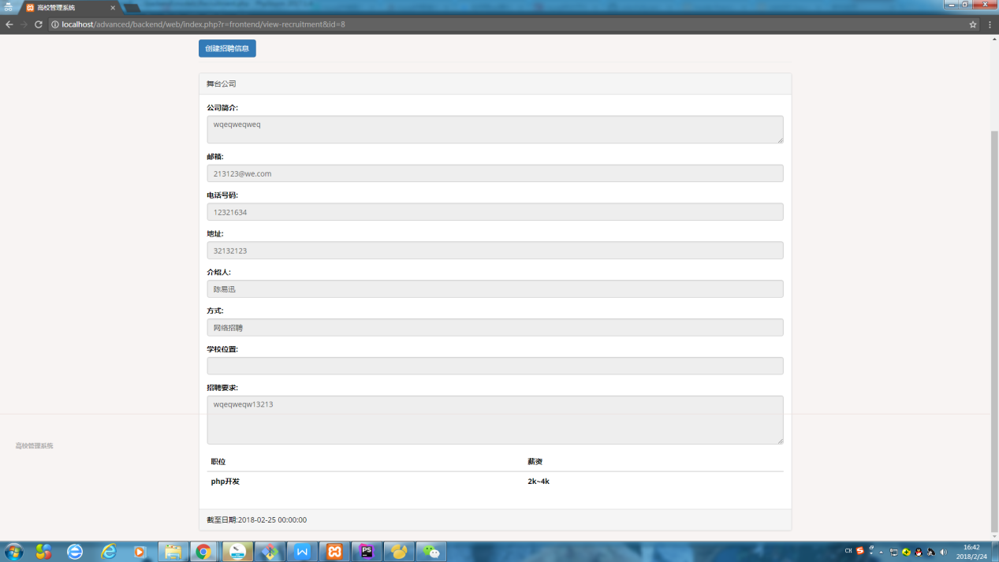 高校管理系统
localhost/advanced/backend/web/index.php?r=frontend/view-recruitment&id=8
创建招聘信息
舞台公司
公司简介:
wqeqweqweq
邮箱:
213123@we.com
电话号码:
12321634
地址:
32132123
介绍人:
陈易迅
方式:
网络招聘
学校位置:
招聘要求:
wqeqweqw13213
高校管理系统
职位 薪资
php开发 2k~4k
截至日期:2018-02-25 00:00:00
CH 16:42
2018/2/24